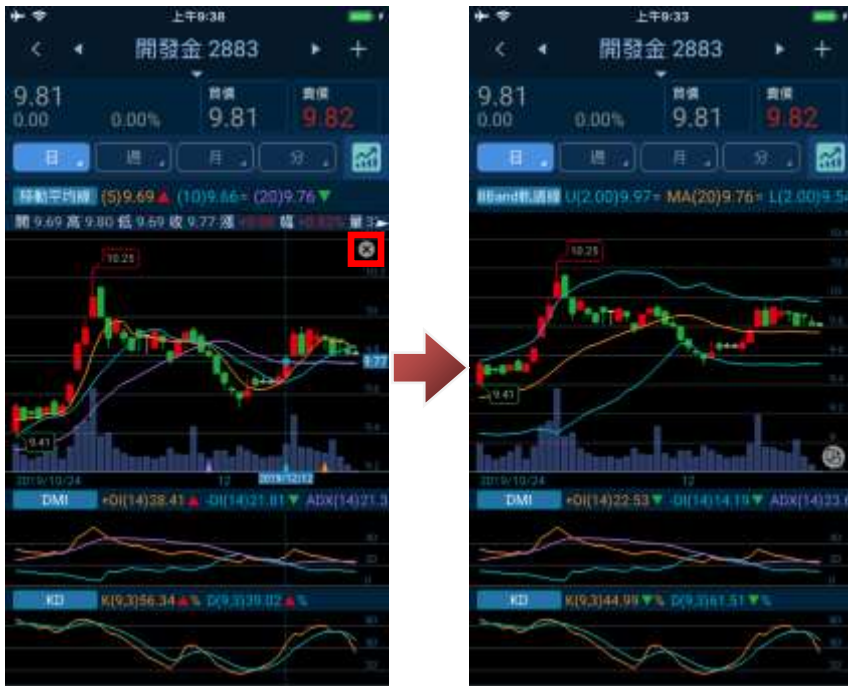 上午9:38
開發金 2883
9.81
0.00
0.00%
買價
9.81
賣價
9.82
日
週
月
分
移動平均線 (5)9.69▲ (10)9.66= (20)9.76▼
開 9.69 高 9.80 低 9.69 收 9.77 漲 幅 量
10.25
9.77
9.41
2019/10/24
12
2019/12/12
DMI +DI(14)38.41▲ -DI(14)21.81▼ ADX(14)21.3
KD K(9,3)56.34▲% D(9,3)39.02▲%
上午9:33
開發金 2883
9.81
0.00
0.00%
買價
9.81
賣價
9.82
日
週
月
分
BBand軌道線 U(2.00)9.97= MA(20)9.76= L(2.00)9.54
10.25
9.41
2019/10/24
12
DMI +DI(14)22.53▼ -DI(14)14.19▼ ADX(14)23.6
KD K(9,3)44.99▼% D(9,3)61.51▼%